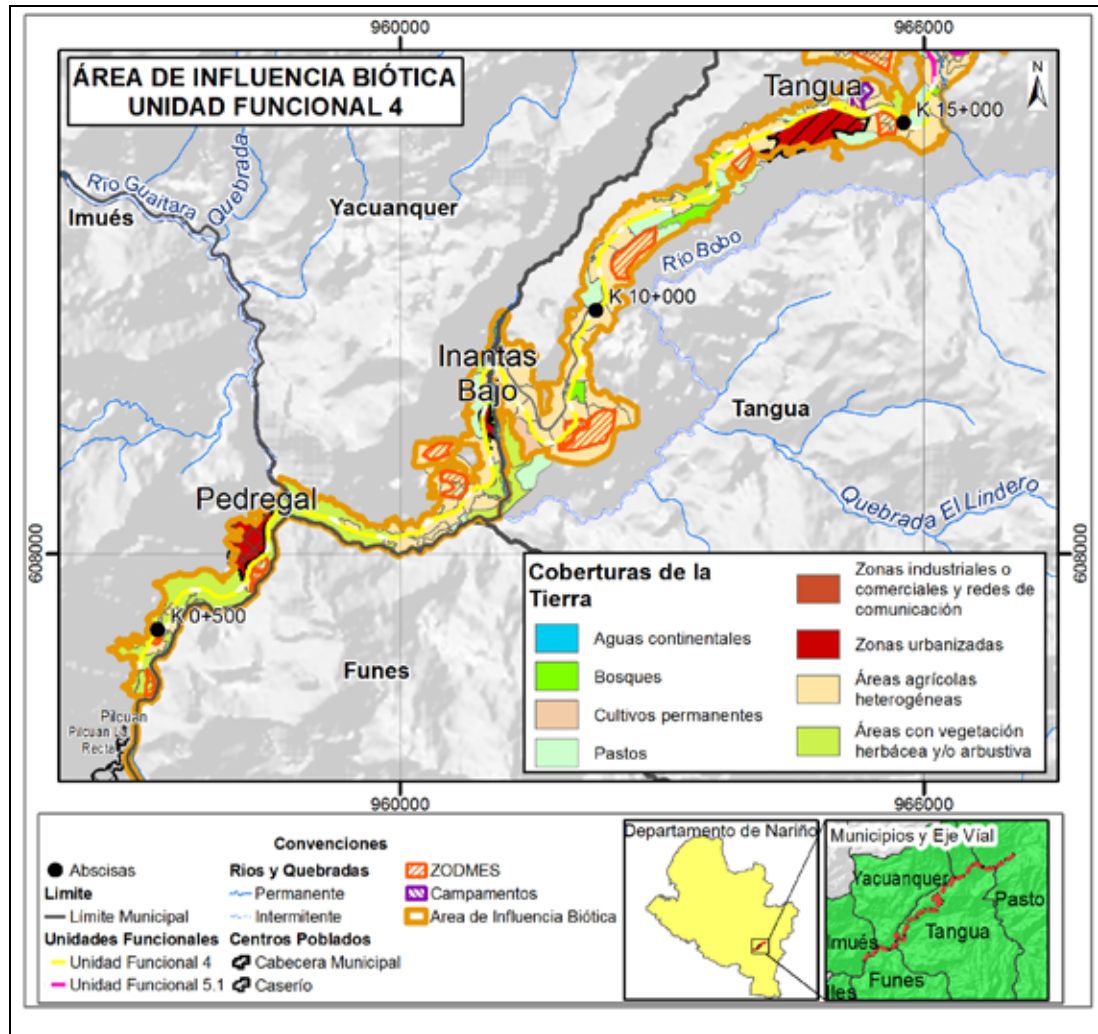 ÁREA DE INFLUENCIA BIÓTICA
UNIDAD FUNCIONAL 4
960000
966000
N
Tangua
K 15+000
Río Guaitara
Quebrada
Imués
Yacuanquer
Río Bobo
K 10+000
Inantas
Bajo
Tangua
Quebrada El Lindero
Pedregal
608000
608000
K 0+500
Funes
Pilcuan
Pilcuan La
Recta
Coberturas de la
Tierra
Aguas continentales
Bosques
Cultivos permanentes
Pastos
Zonas industriales o
comerciales y redes de
comunicación
Zonas urbanizadas
Áreas agrícolas
heterogéneas
Áreas con vegetación
herbácea y/o arbustiva
960000
966000
Convenciones
Abscisas
Limite
Límite Municipal
Unidades Funcionales
Unidad Funcional 4
Unidad Funcional 5.1
Rios y Quebradas
Permanente
Intermitente
Centros Poblados
Cabecera Municipal
Caserío
ZODMES
Campamentos
Area de Influencia Biótica
Departamento de Nariño
Municipios y Eje Víal
Yacuanquer
Pasto
Tangua
Imués
Funes
Iles